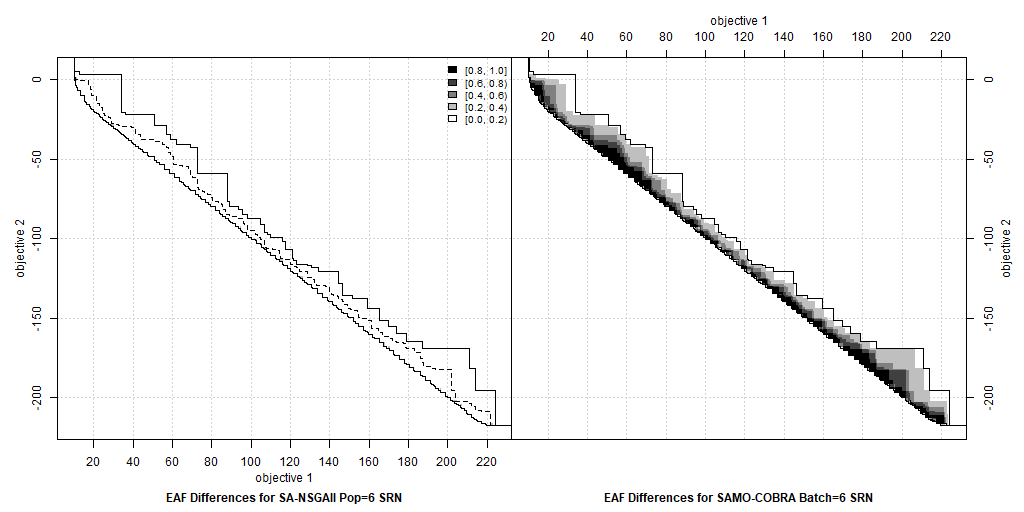 objective 1
20 40 60 80 100 120 140 160 180 200 220
[0.8, 1.0]
[0.6, 0.8)
[0.4, 0.6)
[0.2, 0.4)
[0.0, 0.2)
0
-50
-100
-150
-200
objective 2
0
-50
-100
-150
-200
objective 2
20 40 60 80 100 120 140 160 180 200 220
objective 1
EAF Differences for SA-NSGAII Pop=6 SRN
EAF Differences for SAMO-COBRA Batch=6 SRN